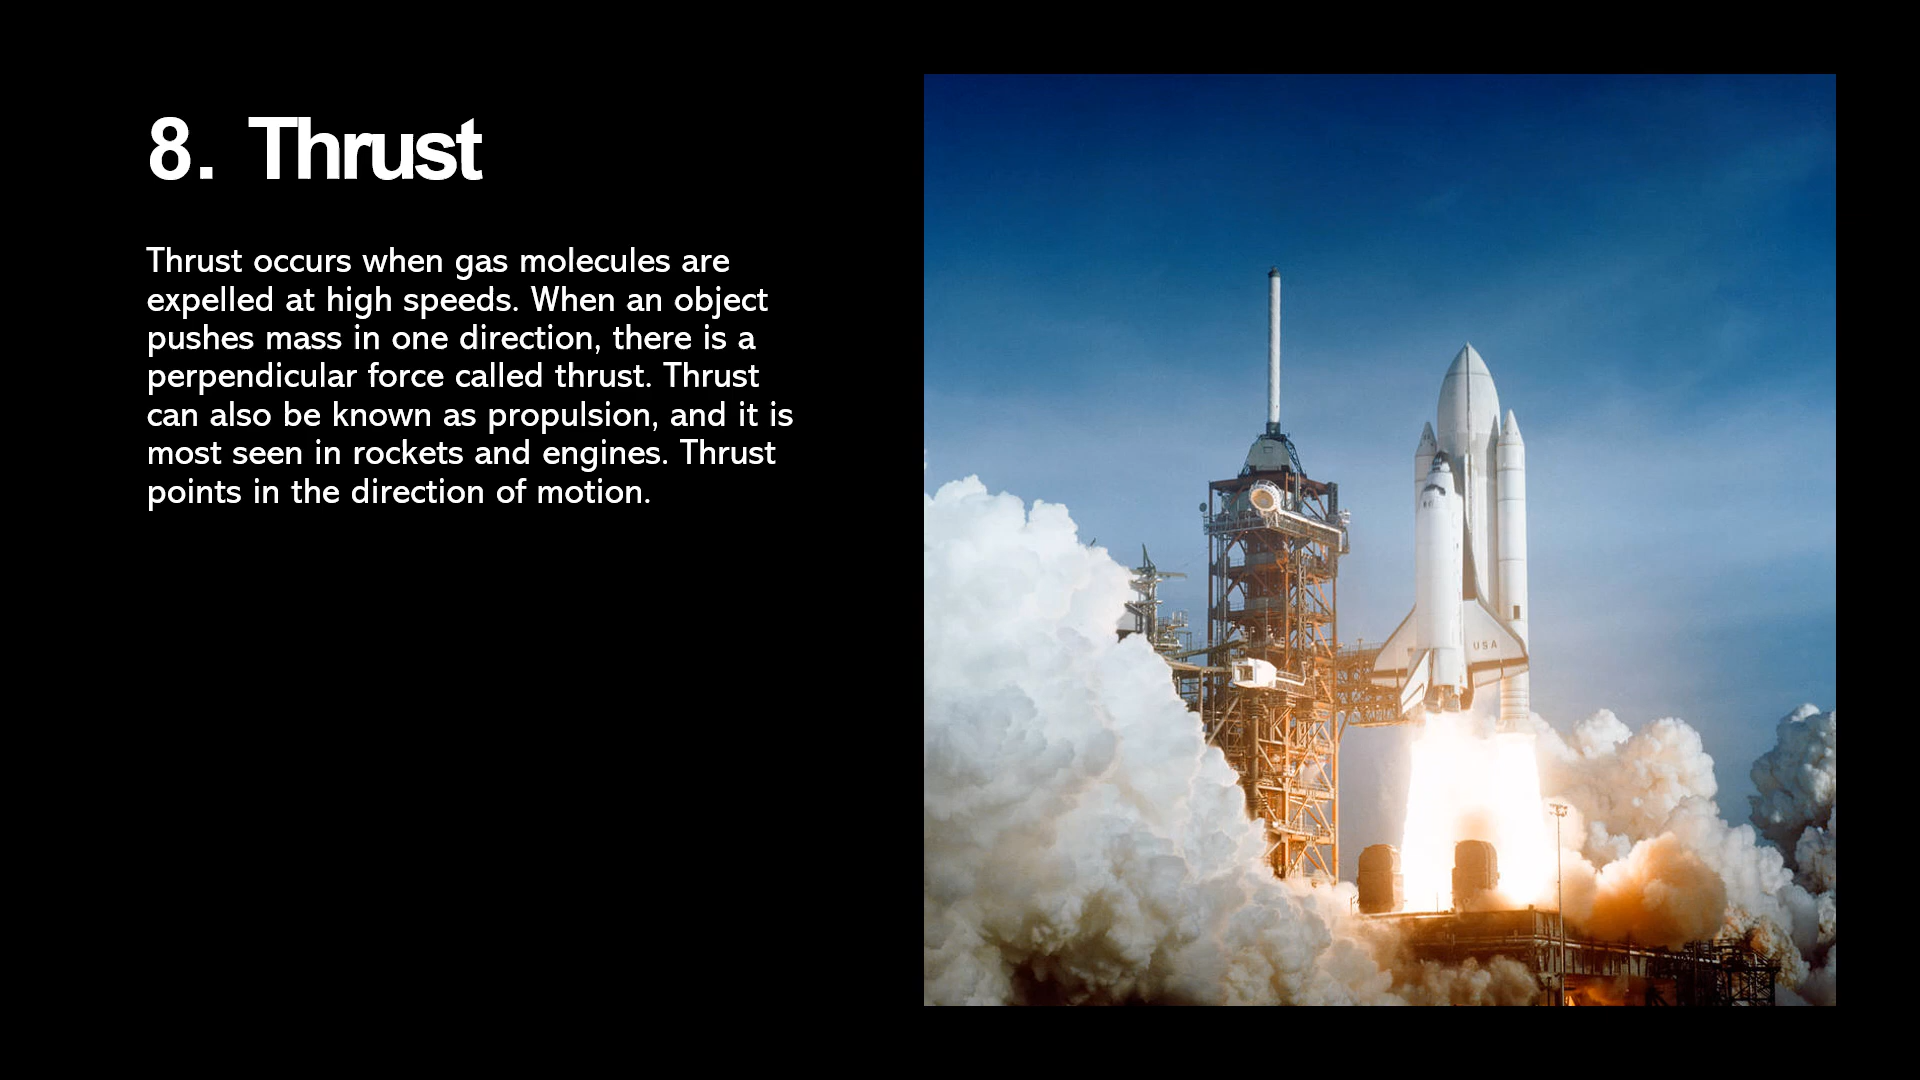 8. Thrust
Thrust occurs when gas molecules are
expelled at high speeds. When an object
pushes mass in one direction, there is a
perpendicular force called thrust. Thrust
can also be known as propulsion, and it is
most seen in rockets and engines. Thrust
points in the direction of motion.
USA